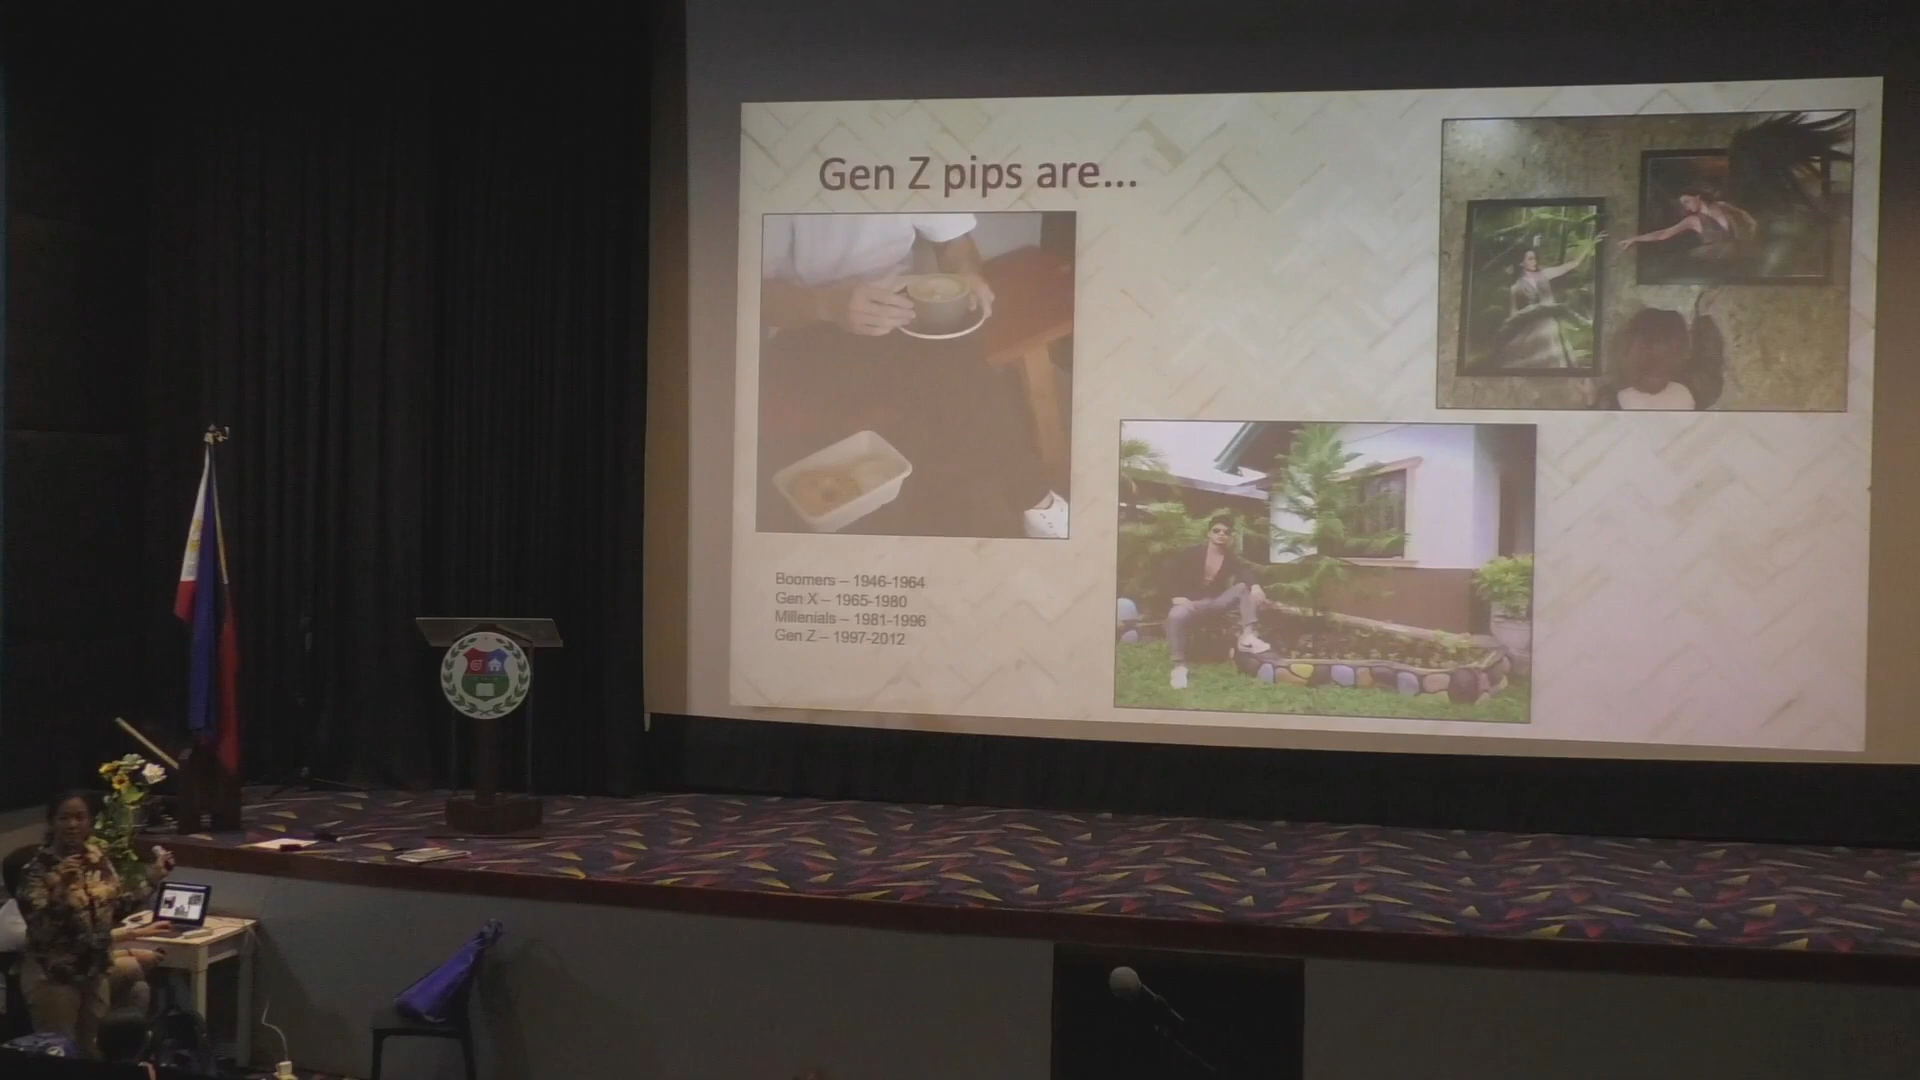 Gen Z pips are...
Boomers – 1946-1964
Gen X – 1965-1980
Millenials – 1981-1996
Gen Z – 1997-2012